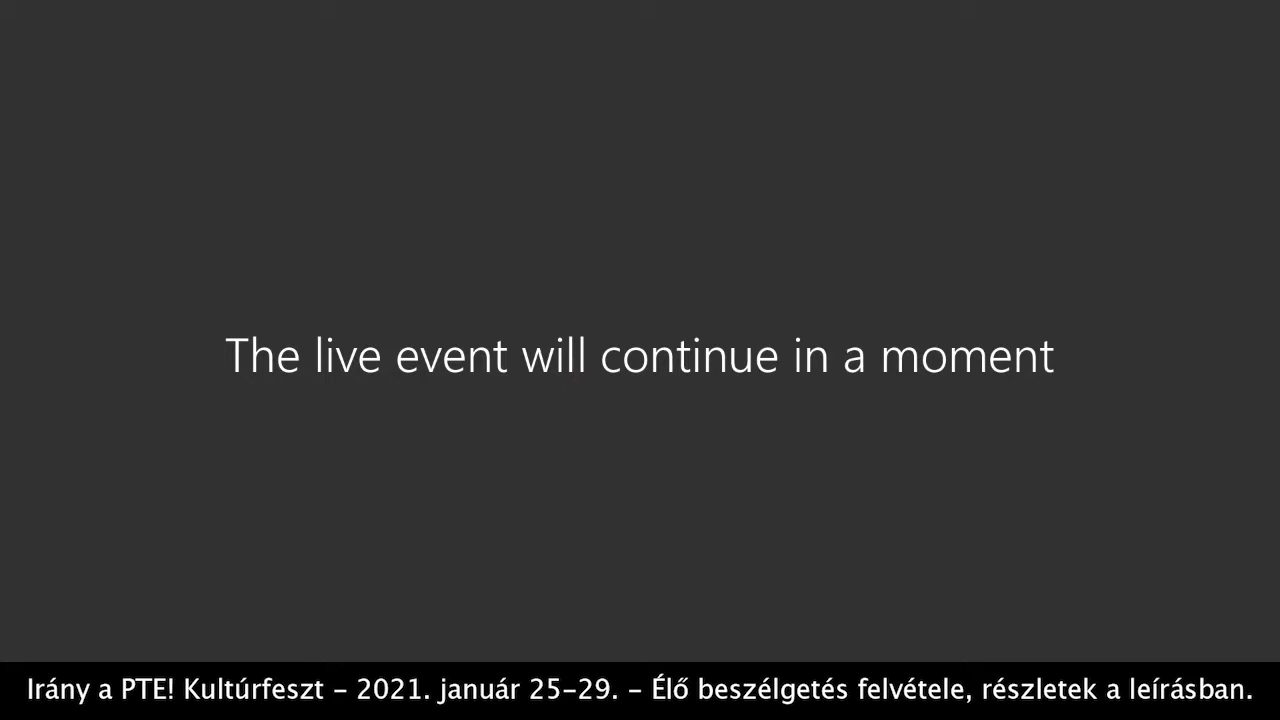 The live event will continue in a moment
Irány a PTE! Kultúrfeszt - 2021. január 25-29. - Élő beszélgetés felvétele, részletek a leírásban.